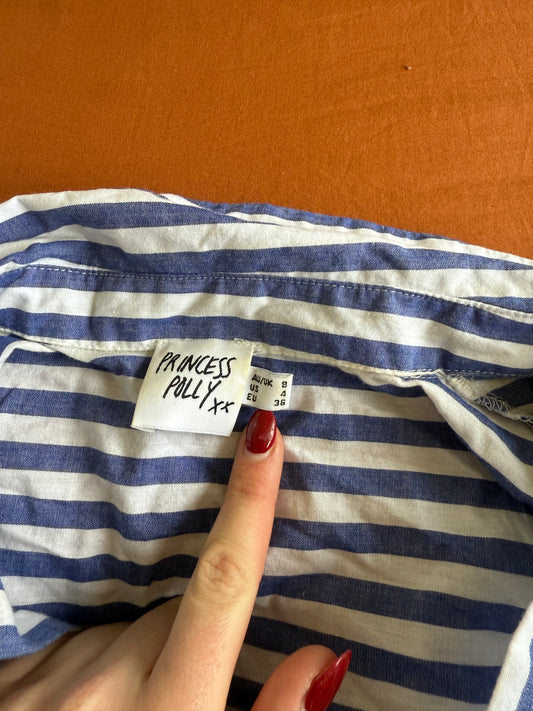 PRINCESS
POLLY
xx
AU/UK 8
US 4
EU 36